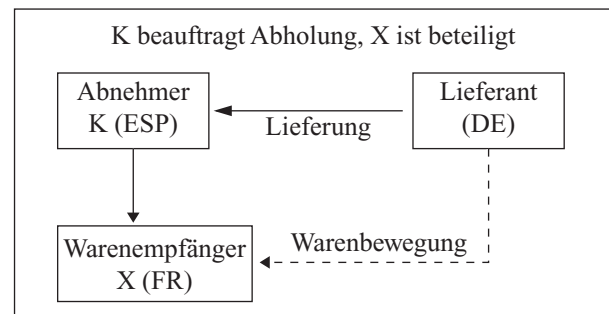 K beauftragt Abholung, X ist beteiligt
Abnehmer
K (ESP)
Lieferung
Lieferant
(DE)
Warenempfänger
X (FR)
Warenbewegung